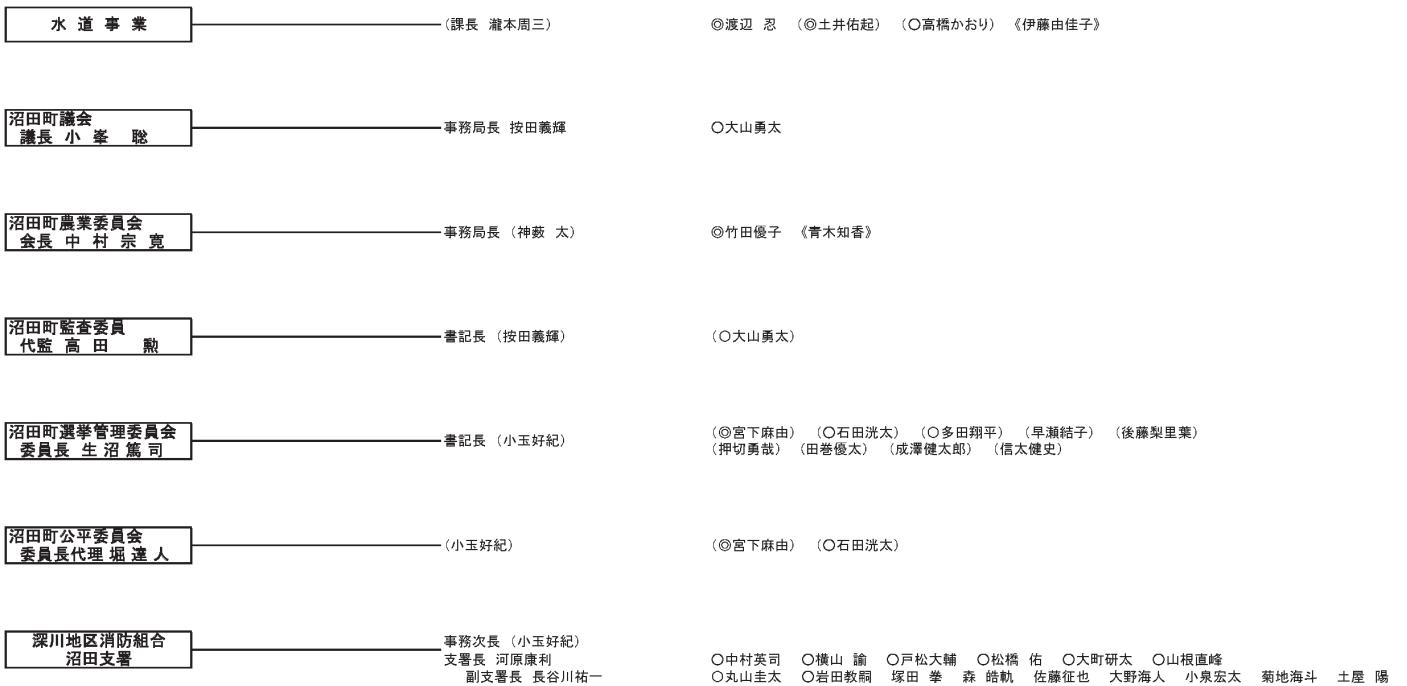 水 道 事 業 (課長 瀧本周三) ◎渡辺 忍 (◎土井佑起) (〇高橋かおり) 《伊藤由佳子》
沼田町議会
議長 小 峯 聡 事務局長 按田義輝 〇大山勇太
沼田町農業委員会
会長 中 村 宗 寛 事務局長 (神薮 太) ◎竹田優子 《青木知香》
沼田町監査委員
代監 高 田 勲 書記長 (按田義輝) (〇大山勇太)
沼田町選挙管理委員会
委員長 生 沼 篤 司 書記長 (小玉好紀) (◎宮下麻由) (〇石田洸太) (〇多田翔平) (早瀬結子) (後藤梨里葉)
(押切勇哉) (田巻優太) (成澤健太郎) (信太健史)
沼田町公平委員会
委員長代理 堀 達 人 (小玉好紀) (◎宮下麻由) (〇石田洸太)
深川地区消防組合
沼田支署
事務次長 (小玉好紀)
支署長 河原康利 〇中村英司 〇横山 諭 〇戸松大輔 〇松橋 佑 〇大町研太 〇山根直峰
副支署長 長谷川祐一 〇丸山圭太 〇岩田教嗣 塚田 拳 森 皓軌 佐藤征也 大野海人 小泉宏太 菊地海斗 土屋 陽